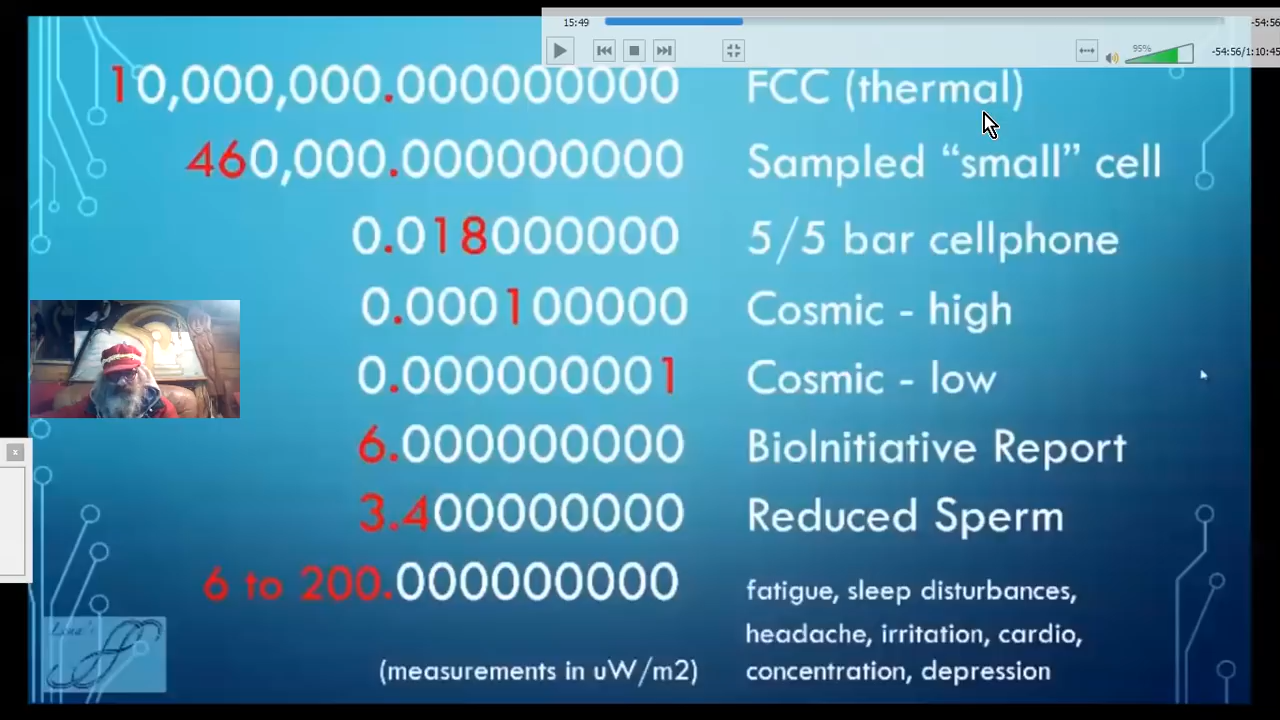 15:49 -54:56
95% -54:56/1:10:45
10,000,000.000000000 FCC (thermal)
460,000.000000000 Sampled “small” cell
0.018000000 5/5 bar cellphone
0.000100000 Cosmic - high
0.000000001 Cosmic - low
6.000000000 BioInitiative Report
3.400000000 Reduced Sperm
6 to 200.000000000 fatigue, sleep disturbances,
headache, irritation, cardio,
(measurements in uW/m2) concentration, depression
x